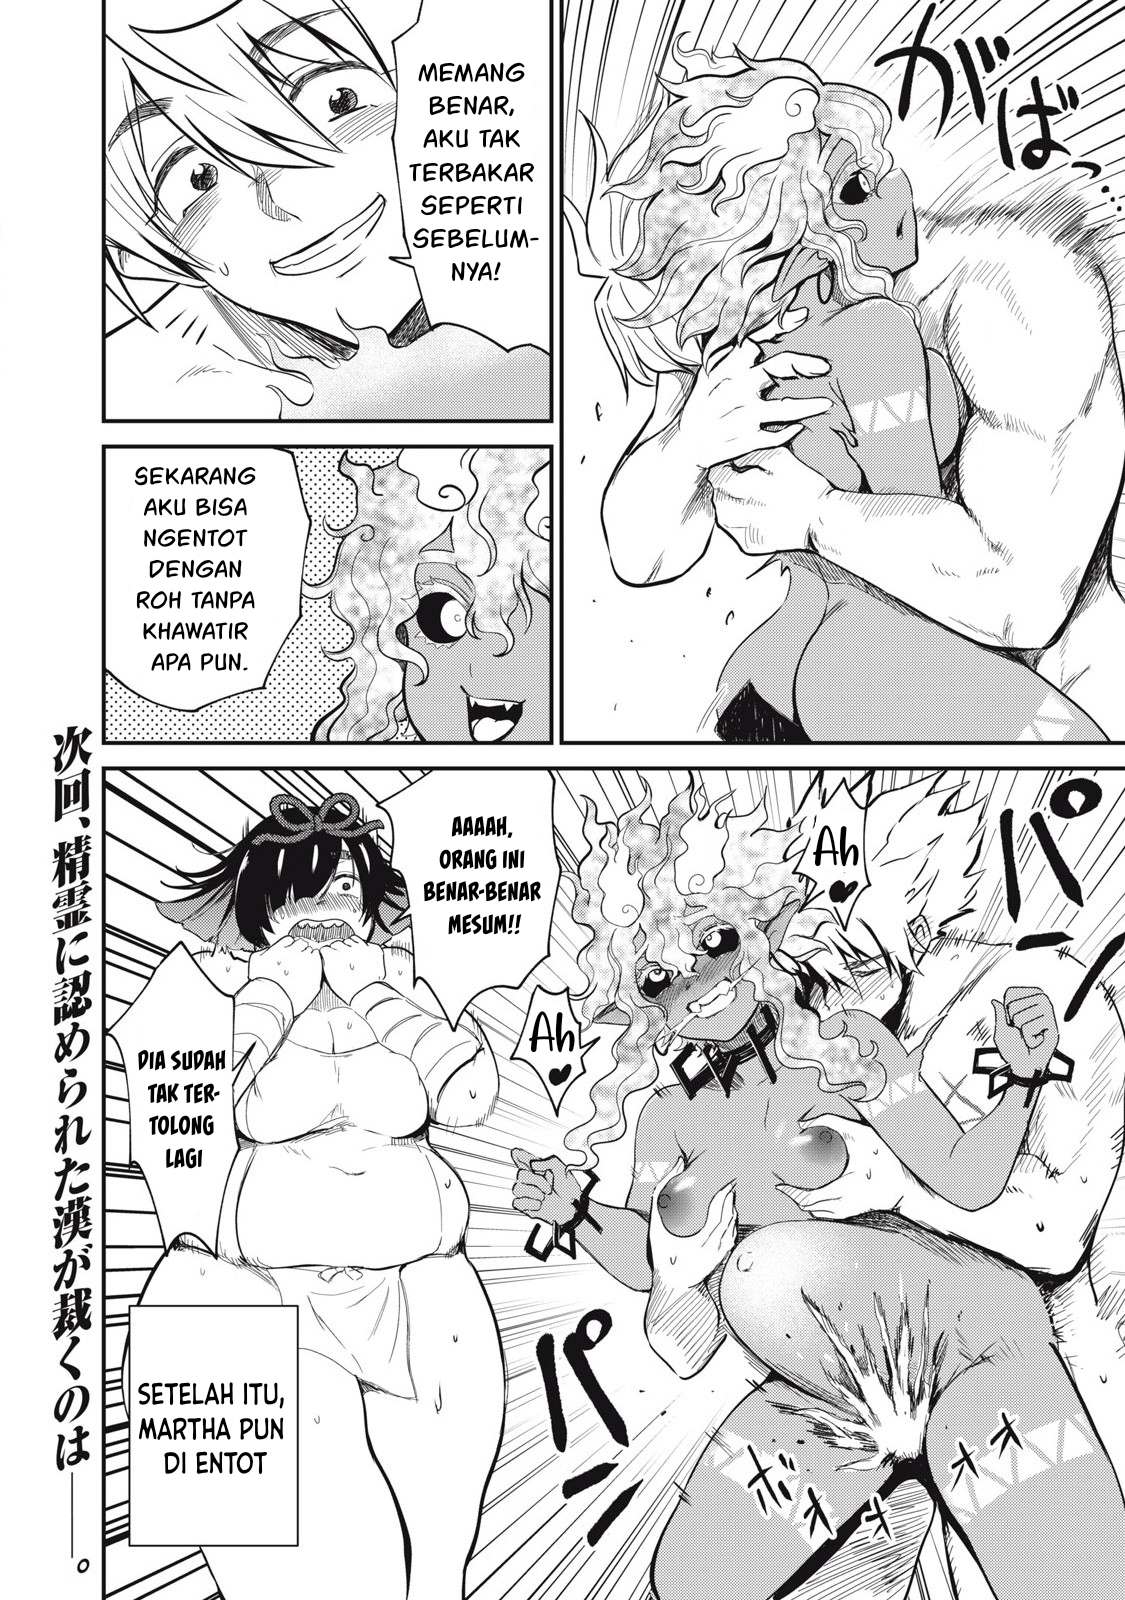 がばっ…
MEMANG
BENAR,
AKU TAK
TERBAKAR
SEPERTI
SEBELUM-
NYA!
SEKARANG
AKU BISA
NGENTOT
DENGAN
ROH TANPA
KHAWATIR
APA PUN.
パン
Ah
Ah
AAAAH,
ORANG INI
BENAR-BENAR
MESUM!!
DIA SUDAH
TAK TER-
TOLONG
LAGI
パン
ズボ
ズボ
SETELAH ITU,
MARTHA PUN
DI ENTOT
次回、精霊に認められた漢が裁くのは――。